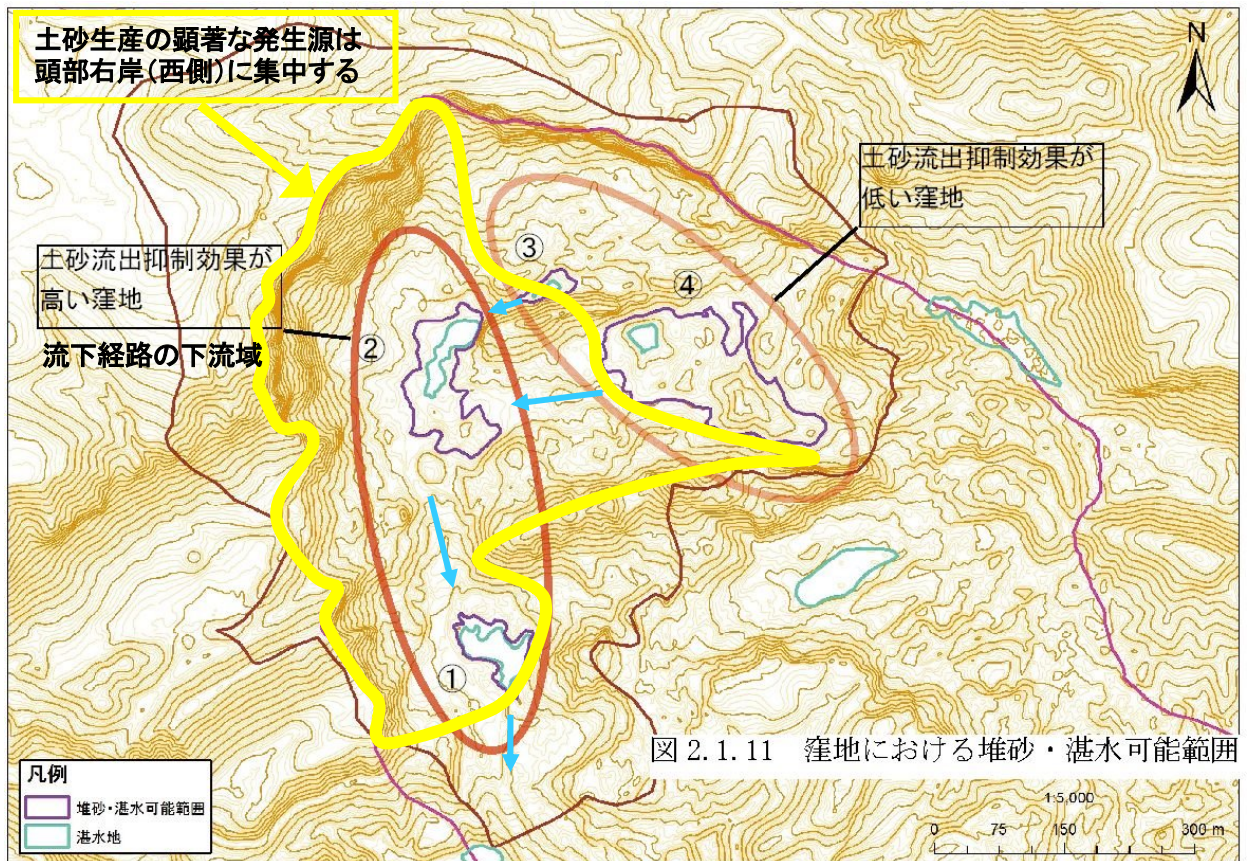 土砂生産の顕著な発生源は
頭部右岸(西側)に集中する
N
土砂流出抑制効果が
低い窪地
③
④
土砂流出抑制効果が
高い窪地
②
流下経路の下流域
①
図 2.1.11 窪地における堆砂・湛水可能範囲
凡例
堆砂・湛水可能範囲
湛水地
1:5,000
0 75 150 300 m